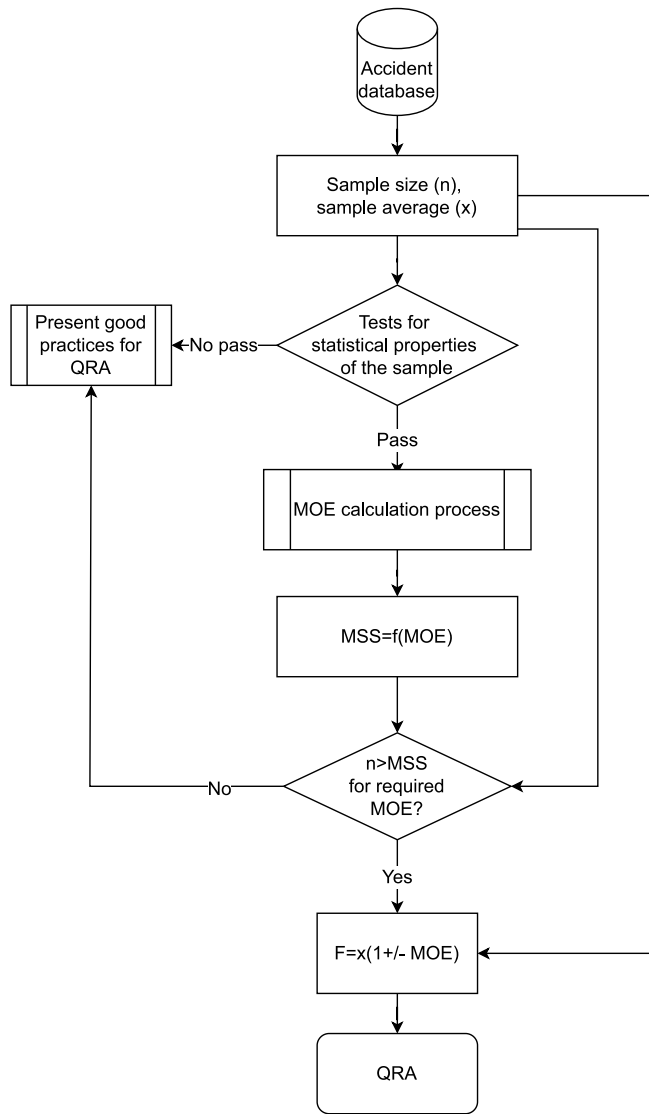 Accident
database
Sample size (n),
sample average (x)
Tests for
statistical properties
of the sample
No pass
Present good
practices for
QRA
Pass
MOE calculation process
MSS=f(MOE)
n>MSS
for required
MOE?
No
Yes
F=x(1+/- MOE)
QRA